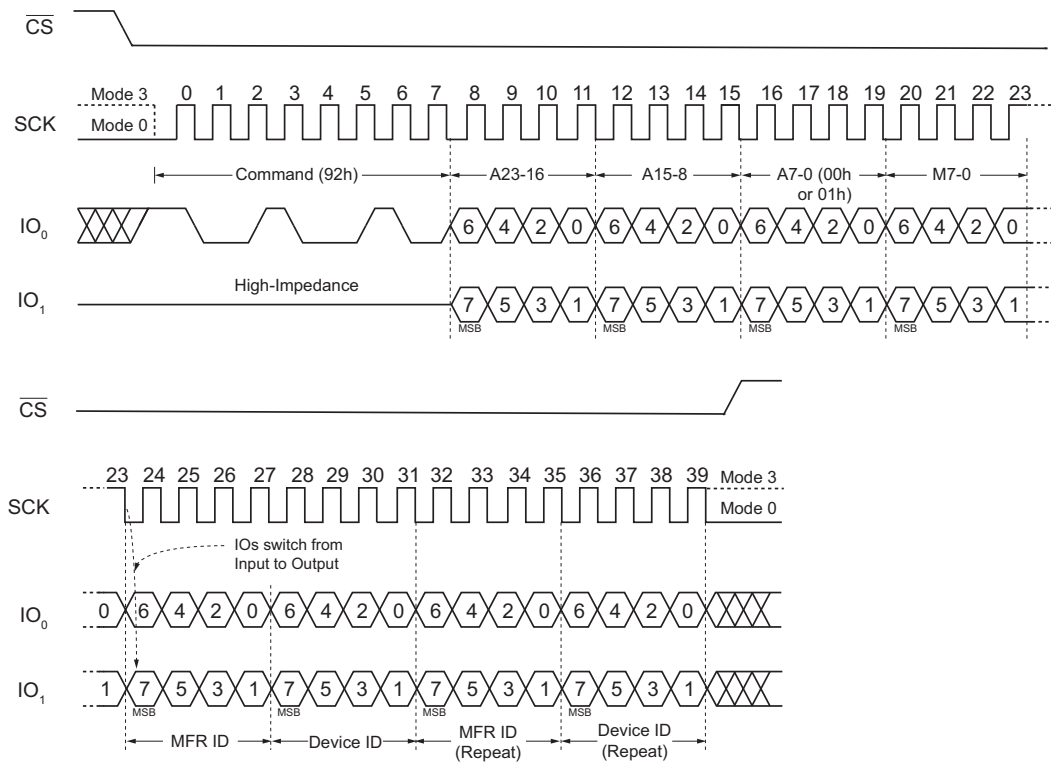 CS
Mode 3 0 1 2 3 4 5 6 7 8 9 10 11 12 13 14 15 16 17 18 19 20 21 22 23
SCK
Mode 0
Command (92h) A23-16 A15-8 A7-0 (00h M7-0
or 01h)
IO0 6 4 2 0 6 4 2 0 6 4 2 0 6 4 2 0
High-Impedance
IO1 7 5 3 1 7 5 3 1 7 5 3 1 7 5 3 1
MSB MSB MSB MSB
CS
23 24 25 26 27 28 29 30 31 32 33 34 35 36 37 38 39 Mode 3
SCK
Mode 0
IOs switch from
Input to Output
IO0 0 6 4 2 0 6 4 2 0 6 4 2 0 6 4 2 0
IO1 1 7 5 3 1 7 5 3 1 7 5 3 1 7 5 3 1
MSB MSB MSB MSB
MFR ID Device ID MFR ID Device ID
(Repeat) (Repeat)